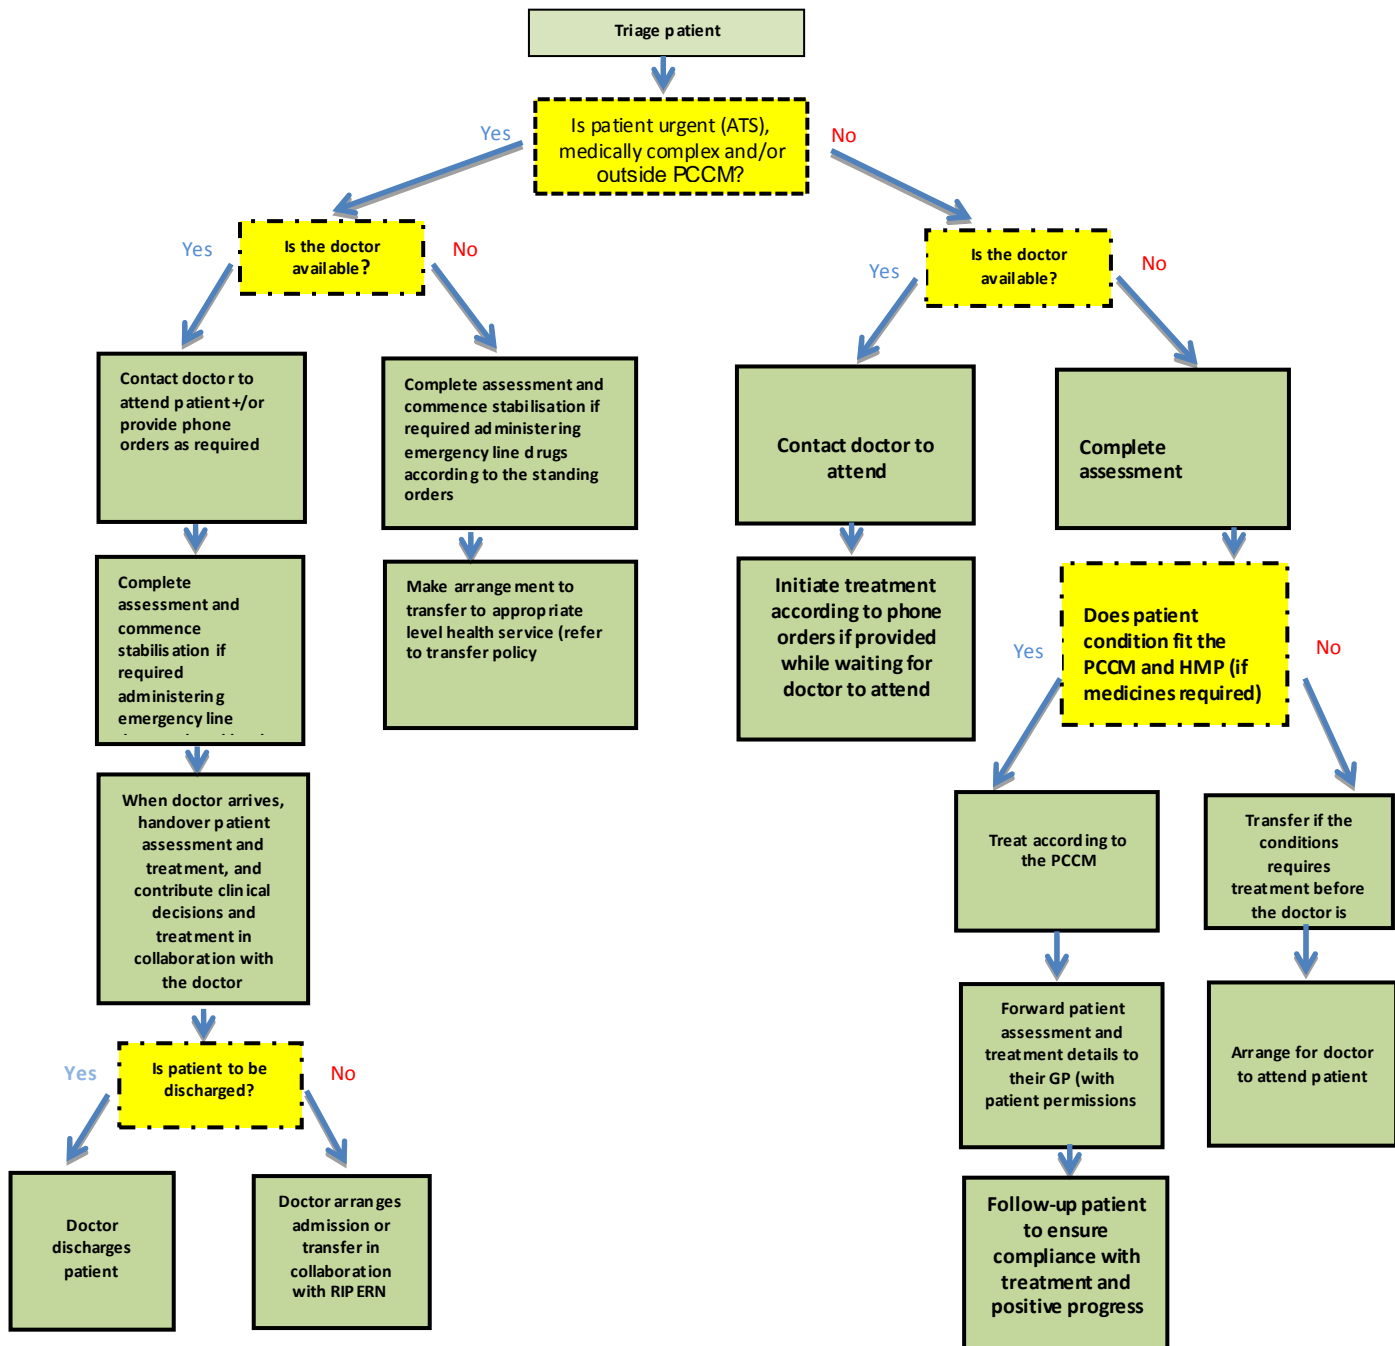 Triage patient
Is patient urgent (ATS),
medically complex and/or
outside PCCM?
Yes
No
Is the doctor
available?
Yes
No
Is the doctor
available?
Yes
No
Contact doctor to
attend patient+/or
provide phone
orders as required
Complete assessment and
commence stabilisation if
required administering
emergency line drugs
according to the standing
orders
Contact doctor to
attend
Complete
assessment
Complete
assessment and
commence
stabilisation if
required
administering
emergency line
Make arrangement to
transfer to appropriate
level health service (refer
to transfer policy
Initiate treatment
according to phone
orders if provided
while waiting for
doctor to attend
Does patient
condition fit the
PCCM and HMP (if
medicines required)
Yes
No
When doctor arrives,
handover patient
assessment and
treatment, and
contribute clinical
decisions and
treatment in
collaboration with
the doctor
Treat according to
the PCCM
Transfer if the
conditions
requires
treatment before
the doctor is
Is patient to be
discharged?
Yes
No
Forward patient
assessment and
treatment details to
their GP (with
patient permissions
Arrange for doctor
to attend patient
Doctor
discharges
patient
Doctor arranges
admission or
transfer in
collaboration
with RIPERN
Follow-up patient
to ensure
compliance with
treatment and
positive progress